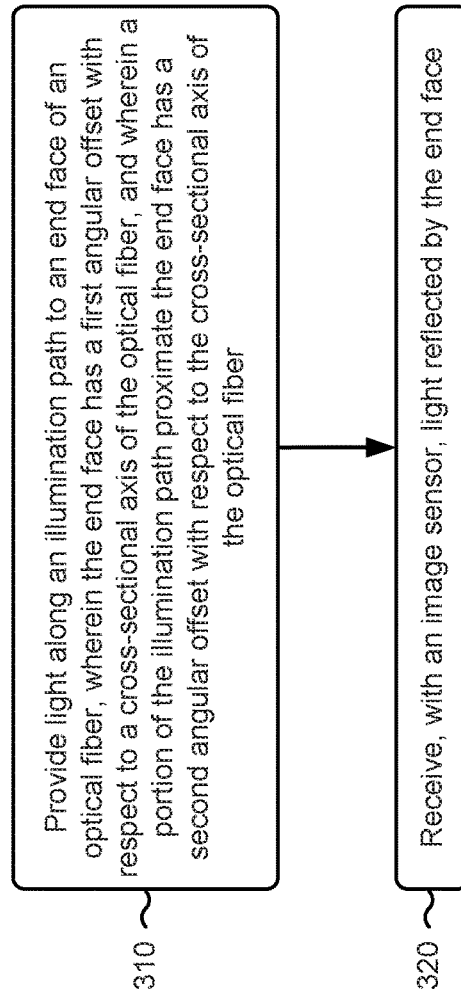 310
Provide light along an illumination path to an end face of an
optical fiber, wherein the end face has a first angular offset with
respect to a cross-sectional axis of the optical fiber, and wherein a
portion of the illumination path proximate the end face has a
second angular offset with respect to the cross-sectional axis of
the optical fiber
320
Receive, with an image sensor, light reflected by the end face